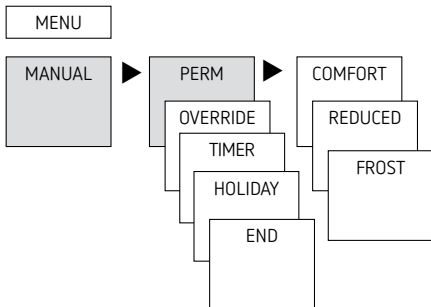 MENU
MANUAL
PERM
COMFORT
OVERRIDE
REDUCED
TIMER
FROST
HOLIDAY
END